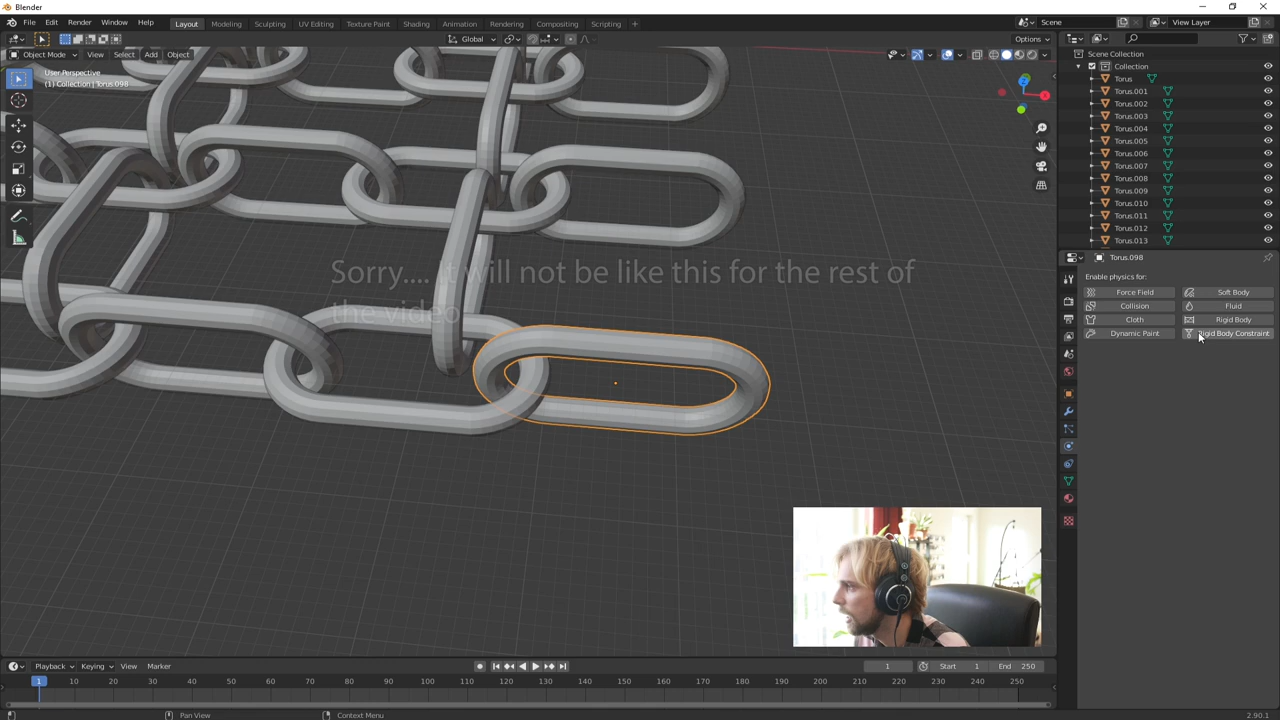 Blender
File Edit Render Window Help
Layout Modeling Sculpting UV Editing Texture Paint Shading Animation Rendering Compositing Scripting +
Scene
View Layer
Global
Options
Object Mode View Select Add Object
User Perspective
(1) Collection | Torus.098
Sorry.... It will not be like this for the rest of
the video
Scene Collection
Collection
Torus
Torus.001
Torus.002
Torus.003
Torus.004
Torus.005
Torus.006
Torus.007
Torus.008
Torus.009
Torus.010
Torus.011
Torus.012
Torus.013
Torus.098
Enable physics for:
Force Field Soft Body
Collision Fluid
Cloth Rigid Body
Dynamic Paint Rigid Body Constraint
Playback Keying View Marker
1 Start 1 End 250
1 10 20 30 40 50 60 70 80 90 100 110 120 130 140 150 160 170 180 190 200 210 220 230 240 250
Pan View Context Menu
2.90.1